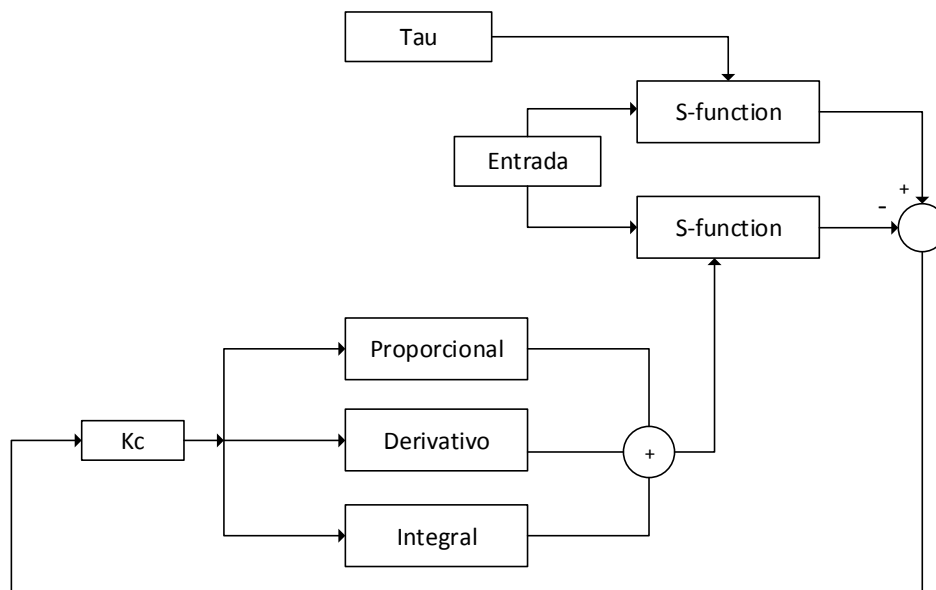 Tau
S-function
Entrada
+
-
S-function
Proporcional
Kc
Derivativo
+
Integral